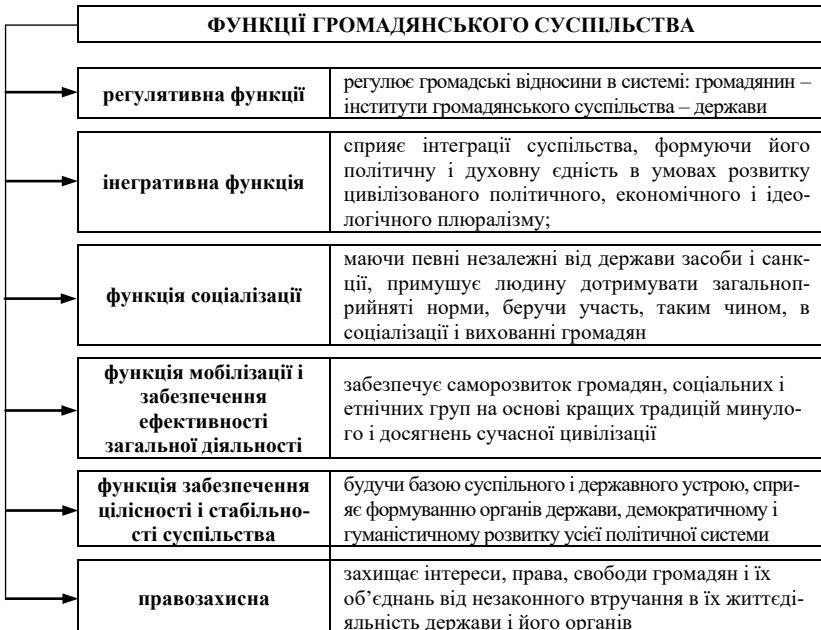 ФУНКЦІЇ ГРОМАДЯНСЬКОГО СУСПІЛЬСТВА
регулятивна функції
регулює громадські відносини в системі: громадянин –
інститути громадянського суспільства – держави
інегративна функція
сприяє інтеграції суспільства, формуючи його
політичну і духовну єдність в умовах розвитку
цивілізованого політичного, економічного і ідео-
логічного плюралізму;
функція соціалізації
маючи певні незалежні від держави засоби і санк-
ції, примушує людину дотримувати загальноп-
рийняті норми, беручи участь, таким чином, в
соціалізації і вихованні громадян
функція мобілізації і
забезпечення
ефективності
загальної діяльності
забезпечує саморозвиток громадян, соціальних і
етнічних груп на основі кращих традицій минуло-
го і досягнень сучасної цивілізації
функція забезпечення
цілісності і стабільно-
сті суспільства
будучи базою суспільного і державного устрою, спри-
яє формуванню органів держави, демократичному і
гуманістичному розвитку усієї політичної системи
правозахисна
захищає інтереси, права, свободи громадян і їх
об’єднань від незаконного втручання в їх життєді-
яльність держави і його органів